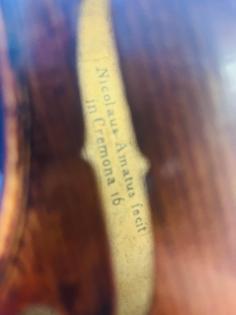 Nicolaus Amatus fecit
in Cremona 16